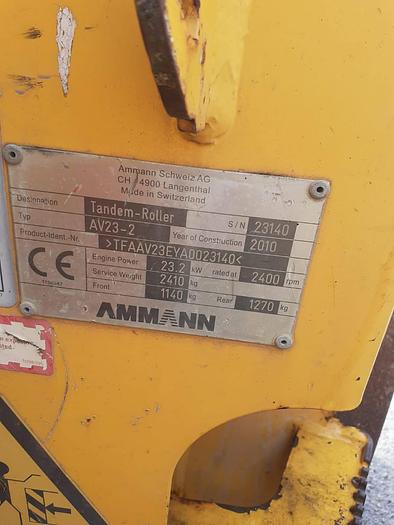 Ammann Schweiz AG
CH - 4900 Langenthal
Made in Switzerland
Designation Tandem-Roller S/N 23140
Typ AV23-2 Year of Construction 2010
Product-Ident.-Nr. >TFAAV23EYA0023140<
Engine Power 23.2 kW rated at 2400 rpm
Service Weight 2410 kg
Front 1140 kg Rear 1270 kg
CE
AMMANN